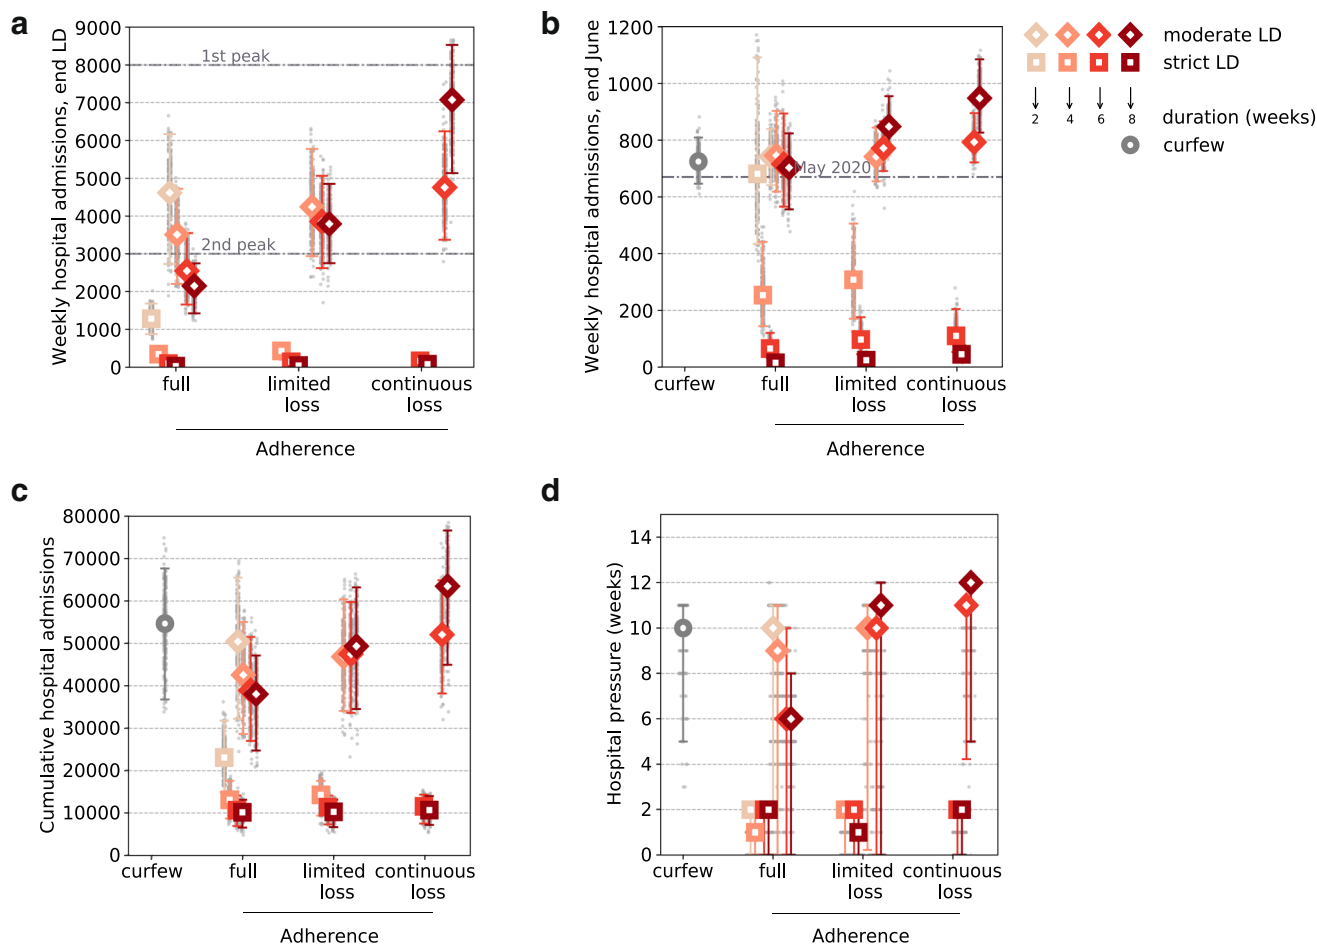 a
Weekly hospital admissions, end LD
9000
8000
7000
6000
5000
4000
3000
2000
1000
0
1st peak
2nd peak
full
limited
loss
continuous
loss
Adherence
b
Weekly hospital admissions, end June
1200
1000
800
600
400
200
0
May 2020
curfew
full
limited
loss
continuous
loss
Adherence
moderate LD
strict LD
2
4
6
8
duration (weeks)
curfew
c
Cumulative hospital admissions
80000
70000
60000
50000
40000
30000
20000
10000
0
curfew
full
limited
loss
continuous
loss
Adherence
d
Hospital pressure (weeks)
14
12
10
8
6
4
2
0
curfew
full
limited
loss
continuous
loss
Adherence